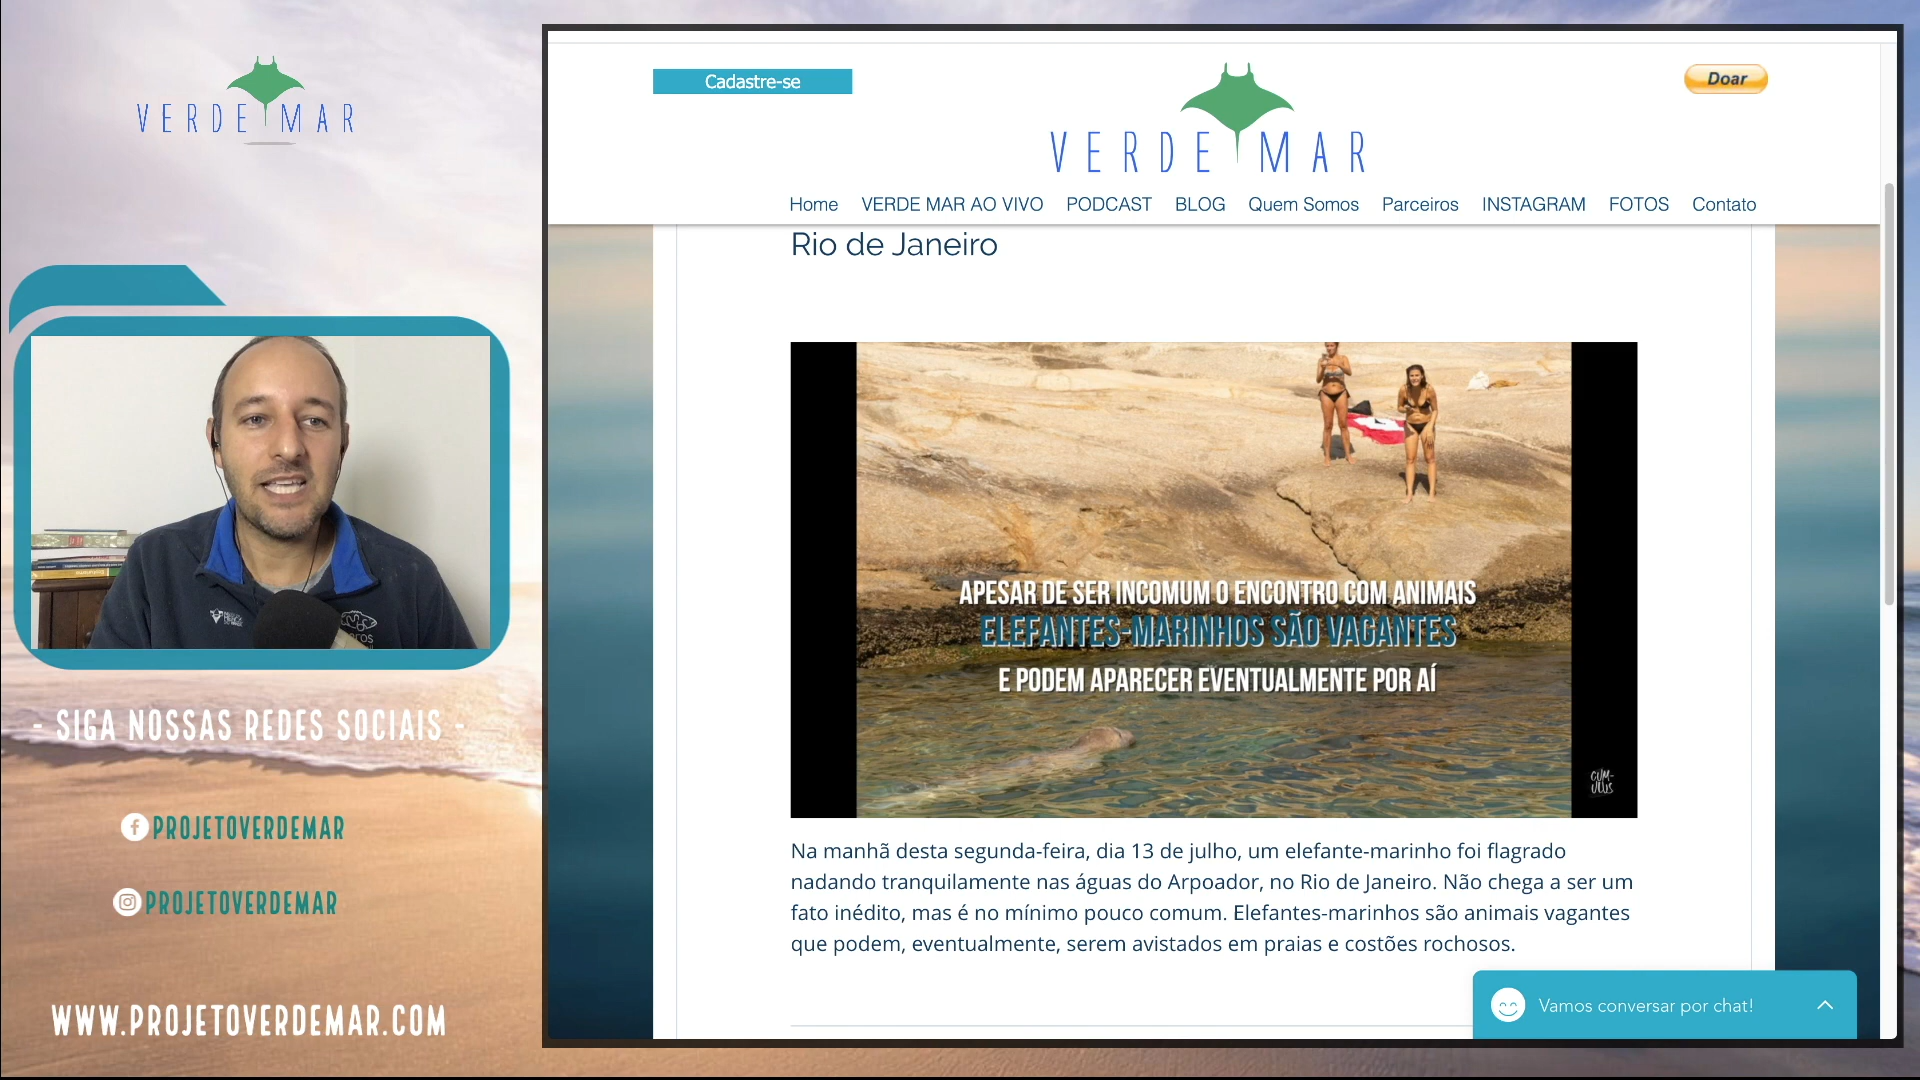 VERDE MAR
- SIGA NOSSAS REDES SOCIAIS -
PROJETOVERDEMAR
PROJETOVERDEMAR
WWW.PROJETOVERDEMAR.COM
Cadastre-se
Doar
VERDE MAR
Home VERDE MAR AO VIVO PODCAST BLOG Quem Somos Parceiros INSTAGRAM FOTOS Contato
Rio de Janeiro
APESAR DE SER INCOMUM O ENCONTRO COM ANIMAIS
ELEFANTES-MARINHOS SÃO VAGANTES
E PODEM APARECER EVENTUALMENTE POR AÍ
CUM-
ULUS
Na manhã desta segunda-feira, dia 13 de julho, um elefante-marinho foi flagrado
nadando tranquilamente nas águas do Arpoador, no Rio de Janeiro. Não chega a ser um
fato inédito, mas é no mínimo pouco comum. Elefantes-marinhos são animais vagantes
que podem, eventualmente, serem avistados em praias e costões rochosos.
Vamos conversar por chat!